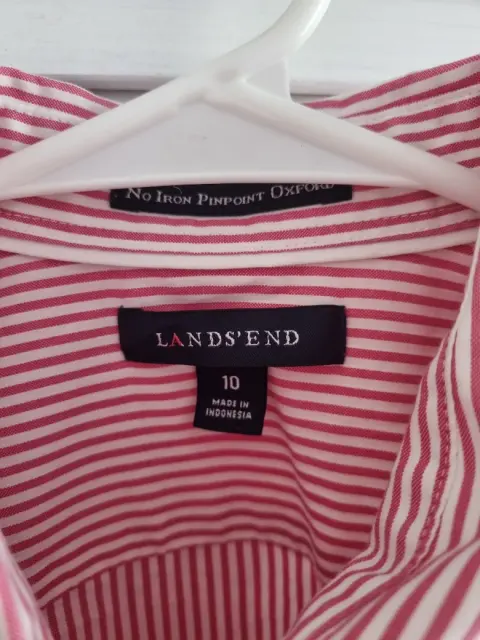 No Iron Pinpoint Oxford
LANDS'END
10
MADE IN
INDONESIA